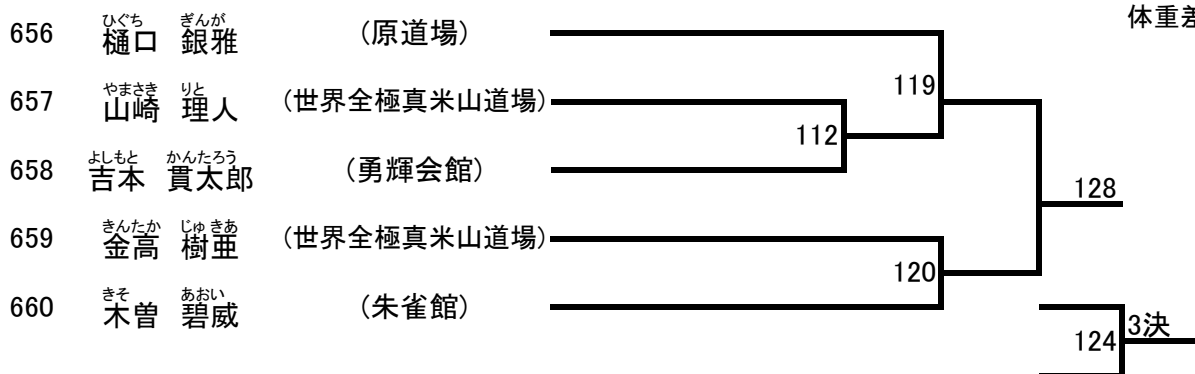 体重差
ひぐち ぎんが
656 樋口 銀雅 (原道場)
119
やまさき りと
657 山崎 理人 (世界全極真米山道場)
112
よしもと かんたろう
658 吉本 貫太郎 (勇輝会館)
128
きんたか じゅきあ
659 金高 樹亜 (世界全極真米山道場)
120
きそ あおい
660 木曽 碧威 (朱雀館)
3決
124